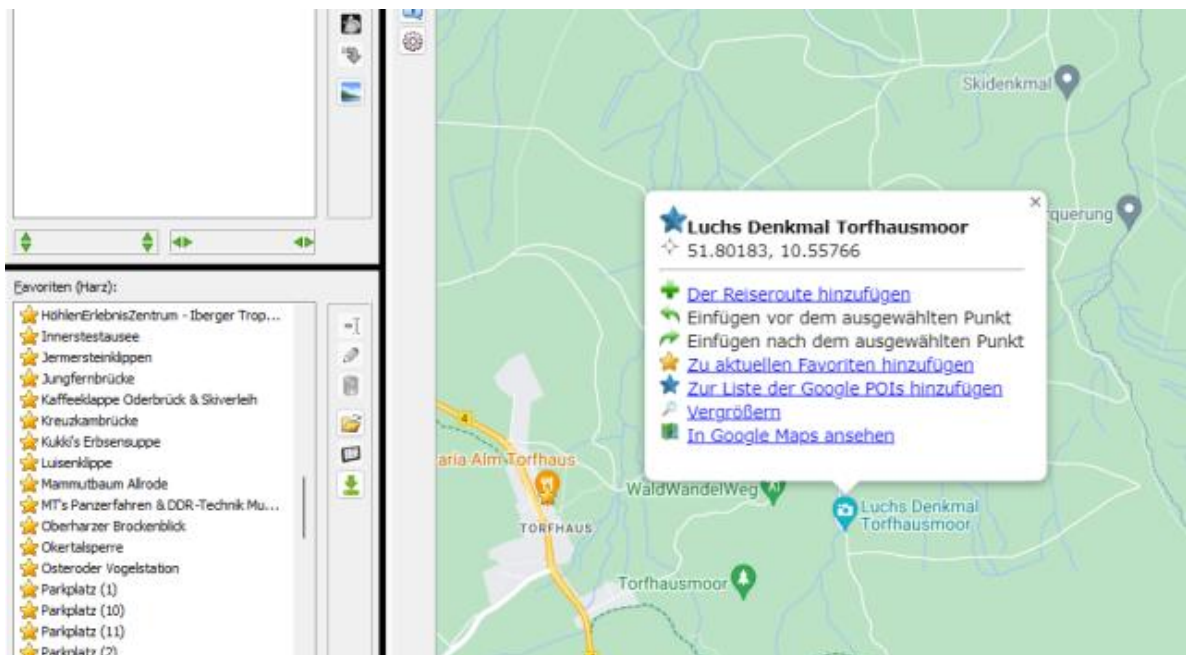 Favoriten (Harz):
HöhlenErlebnisZentrum - Iberger Trop...
Innerstestausee
Jermersteinklippen
Jungfernbrücke
Kaffeeklappe Oderbrück & Skiverleih
Kreuzkambrücke
Kukki's Erbsensuppe
Luisenklippe
Mammutbaum Allrode
MT's Panzerfahren & DDR-Technik Mu...
Oberharzer Brockenblick
Okertalsperre
Osteroder Vogelstation
Parkplatz (1)
Parkplatz (10)
Parkplatz (11)
Parkplatz (2)
Skidenkmal
querung
Luchs Denkmal Torfhausmoor
51.80183, 10.55766
Der Reiseroute hinzufügen
Einfügen vor dem ausgewählten Punkt
Einfügen nach dem ausgewählten Punkt
Zu aktuellen Favoriten hinzufügen
Zur Liste der Google POIs hinzufügen
Vergrößern
In Google Maps ansehen
4
aria Alm Torfhaus
WaldWandelWeg
TORFHAUS
Luchs Denkmal
Torfhausmoor
Torfhausmoor